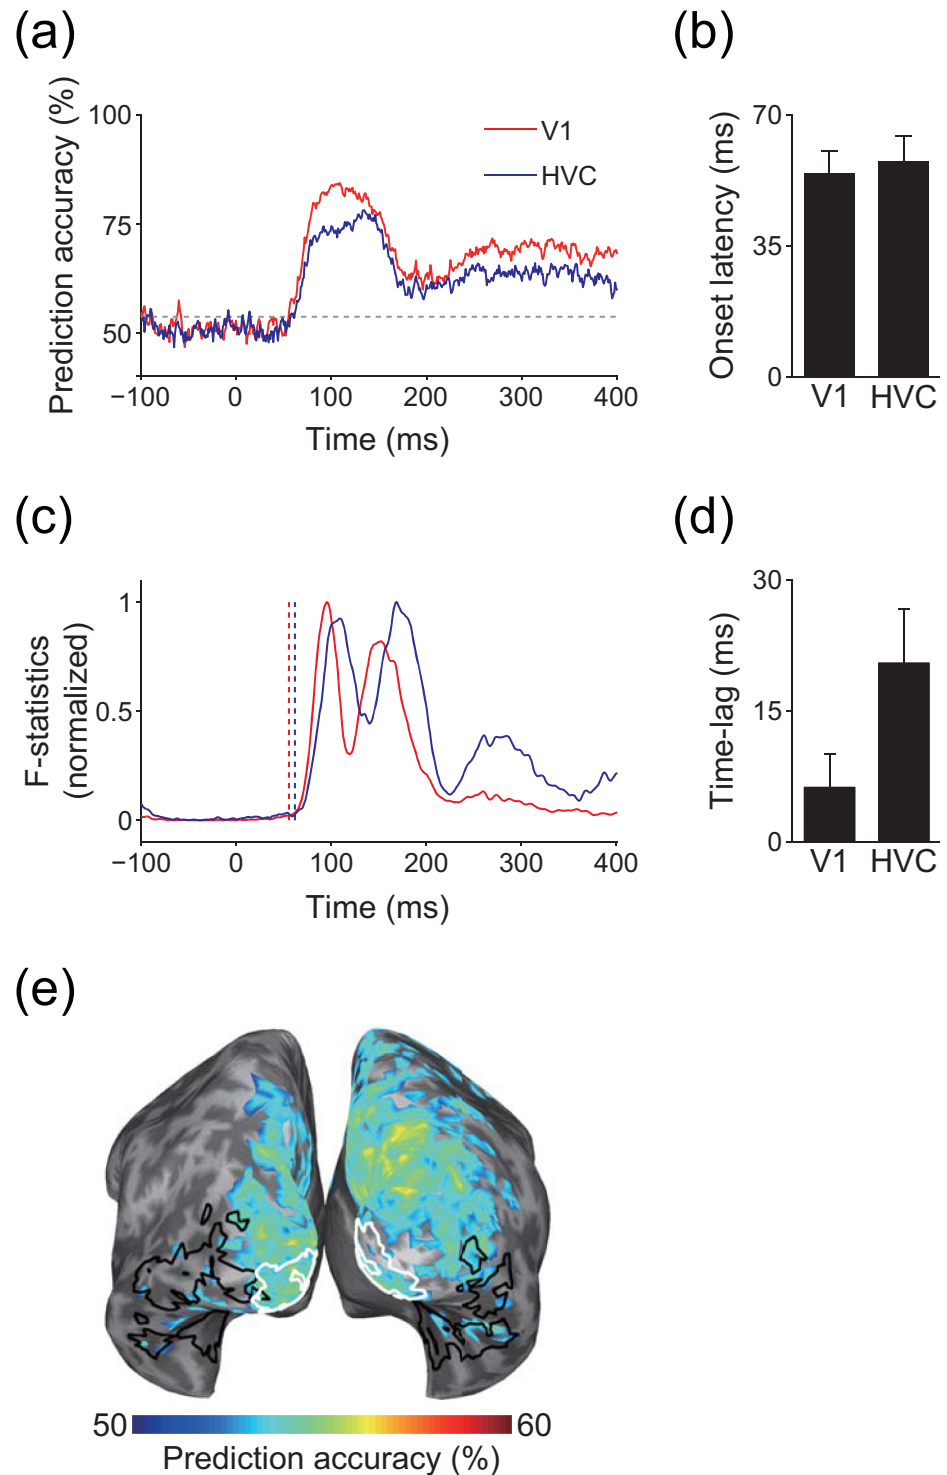 (a)
Prediction accuracy (%)
100
75
50
V1
HVC
−100 0 100 200 300 400
Time (ms)
(b)
Onset latency (ms)
70
35
0
V1 HVC
(c)
F-statistics
(normalized)
1
0.5
0
−100 0 100 200 300 400
Time (ms)
(d)
Time-lag (ms)
30
15
0
V1 HVC
(e)
50 60
Prediction accuracy (%)